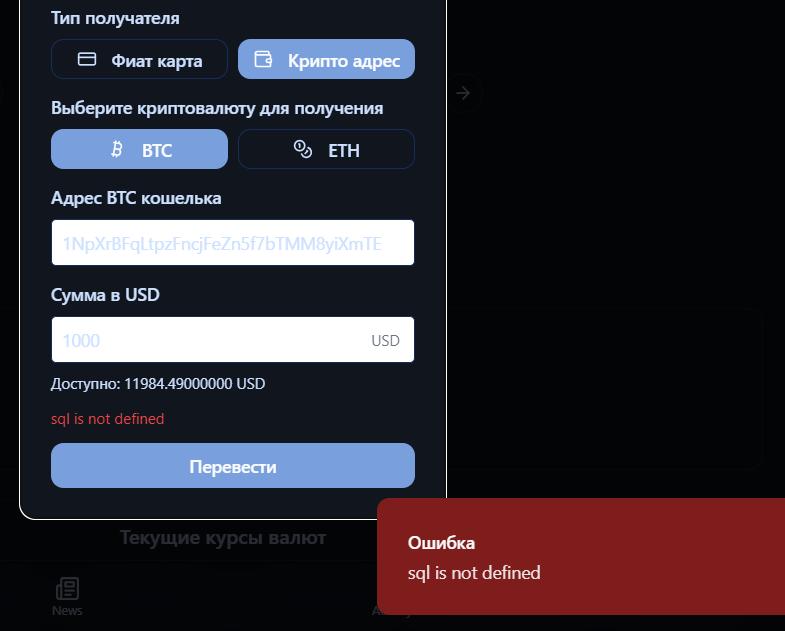 Тип получателя
Фиат карта
Крипто адрес
Выберите криптовалюту для получения
BTC
ETH
Адрес BTC кошелька
1NpXrBFqLtpzFncjFeZn5f7bTMM8yiXmTE
Сумма в USD
1000
USD
Доступно: 11984.49000000 USD
sql is not defined
Перевести
Текущие курсы валют
Ошибка
sql is not defined
News